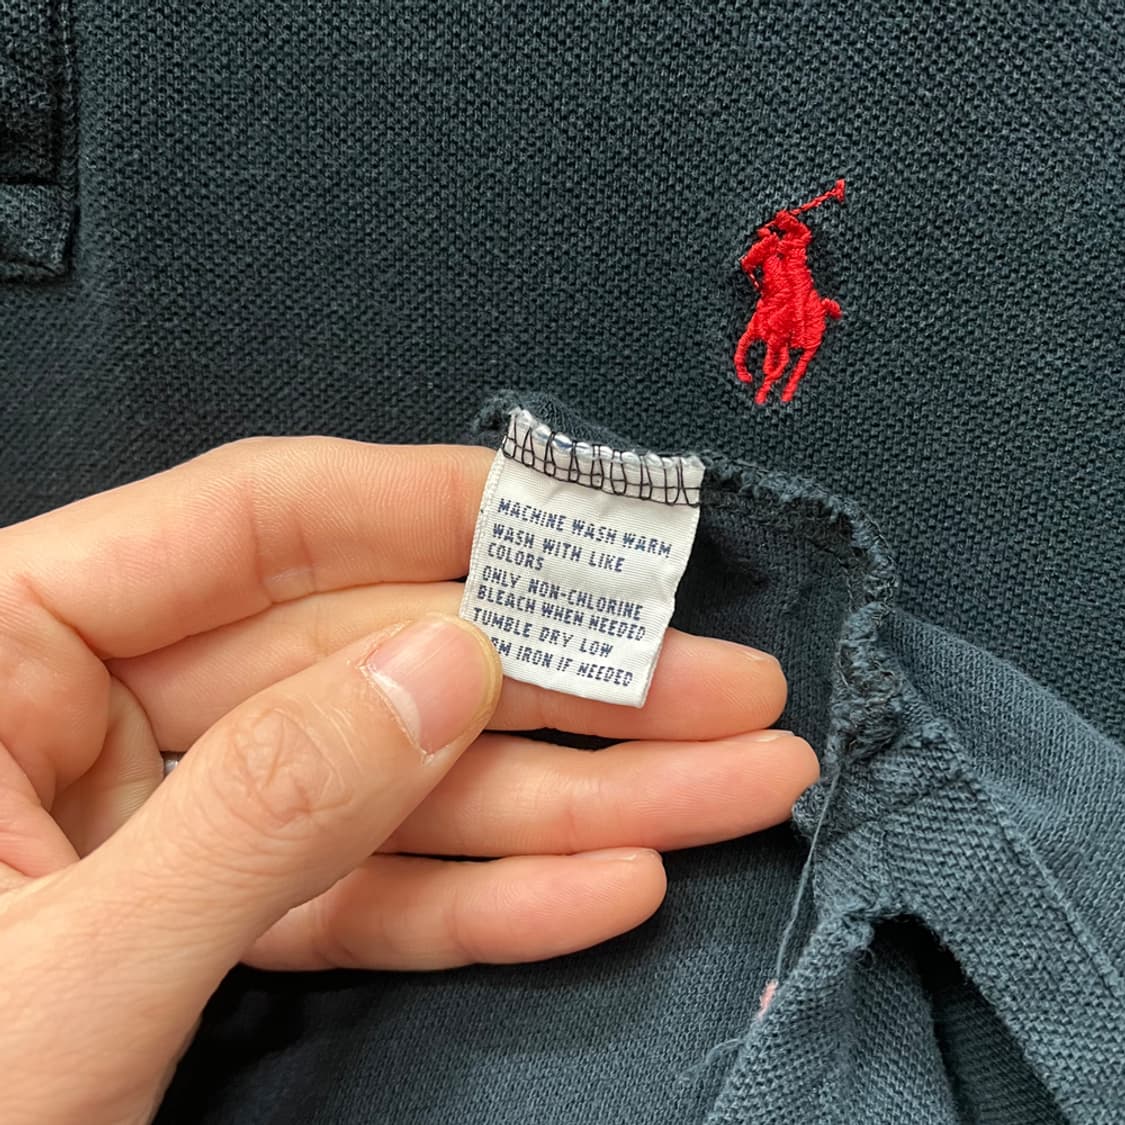 MACHINE WASH WARM
WASH WITH LIKE
COLORS
ONLY NON-CHLORINE
BLEACH WHEN NEEDED
TUMBLE DRY LOW
RM IRON IF NEEDED